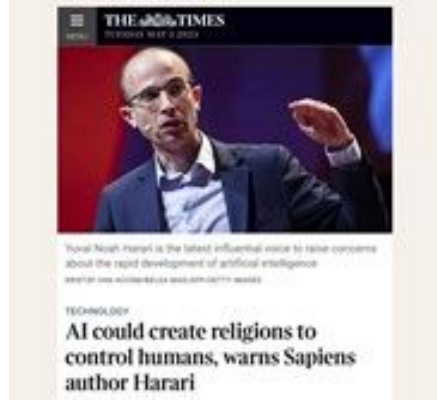 MENU
THE TIMES
TUESDAY MAY 2 2023
Yuval Noah Harari is the latest influential voice to raise concerns
about the rapid development of artificial intelligence
TECHNOLOGY
AI could create religions to
control humans, warns Sapiens
author Harari